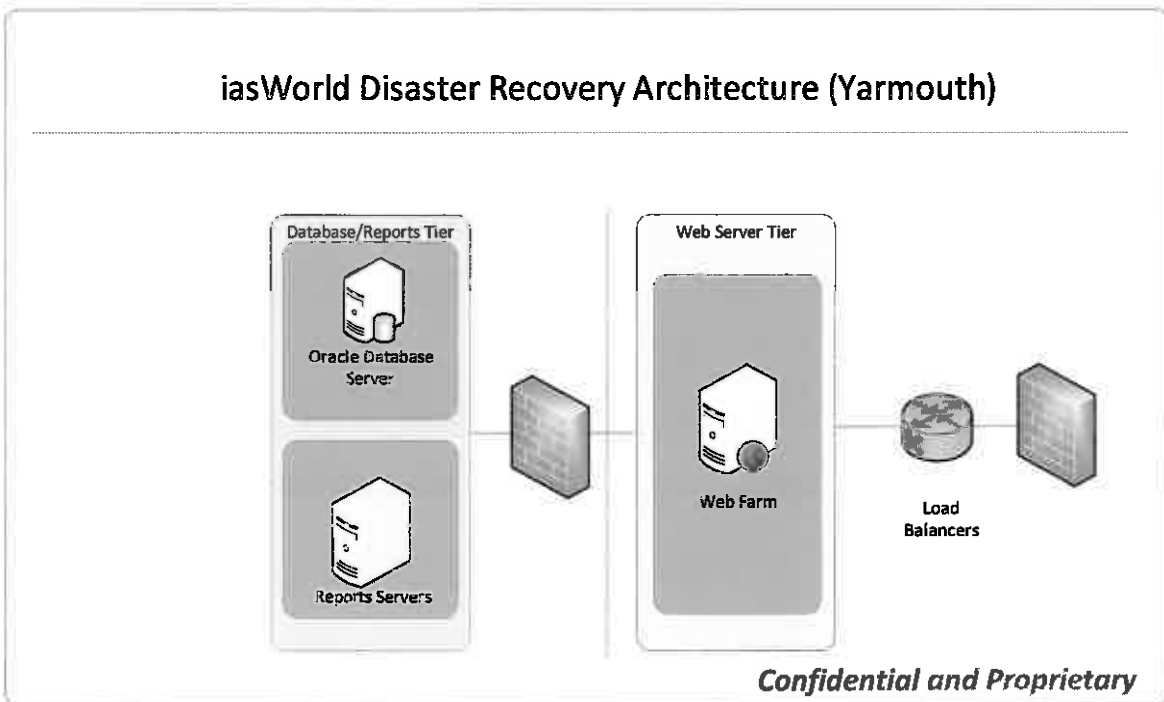 iasWorld Disaster Recovery Architecture (Yarmouth)
Database/Reports Tier
Oracle Database
Server
Reports Servers
Web Server Tier
Web Farm
Load
Balancers
Confidential and Proprietary